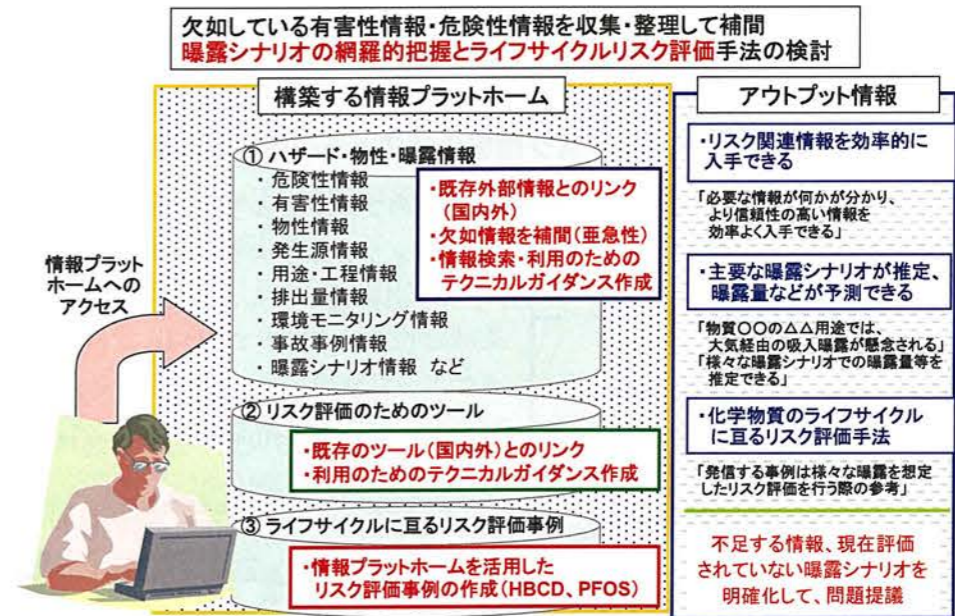 欠如している有害性情報・危険性情報を収集・整理して補間
曝露シナリオの網羅的把握とライフサイクルリスク評価手法の検討
構築する情報プラットホーム
① ハザード・物性・曝露情報
・危険性情報
・有害性情報
・物性情報
・発生源情報
・用途・工程情報
・排出量情報
・環境モニタリング情報
・事故事例情報
・曝露シナリオ情報 など
・既存外部情報とのリンク
(国内外)
・欠如情報を補間(亜急性)
・情報検索・利用のための
テクニカルガイダンス作成
情報プラット
ホームへの
アクセス
② リスク評価のためのツール
・既存のツール(国内外)とのリンク
・利用のためのテクニカルガイダンス作成
③ ライフサイクルに亘るリスク評価事例
・情報プラットホームを活用した
リスク評価事例の作成(HBCD、PFOS)
アウトプット情報
・リスク関連情報を効率的に
入手できる
「必要な情報が何かが分かり、
より信頼性の高い情報を
効率よく入手できる」
・主要な曝露シナリオが推定、
曝露量などが予測できる
「物質〇〇の△△用途では、
大気経由の吸入曝露が懸念される」
「様々な曝露シナリオでの曝露量等を
推定できる」
・化学物質のライフサイクル
に亘るリスク評価手法
「発信する事例は様々な曝露を想定
したリスク評価を行う際の参考」
不足する情報、現在評価
されていない曝露シナリオを
明確化して、問題提議